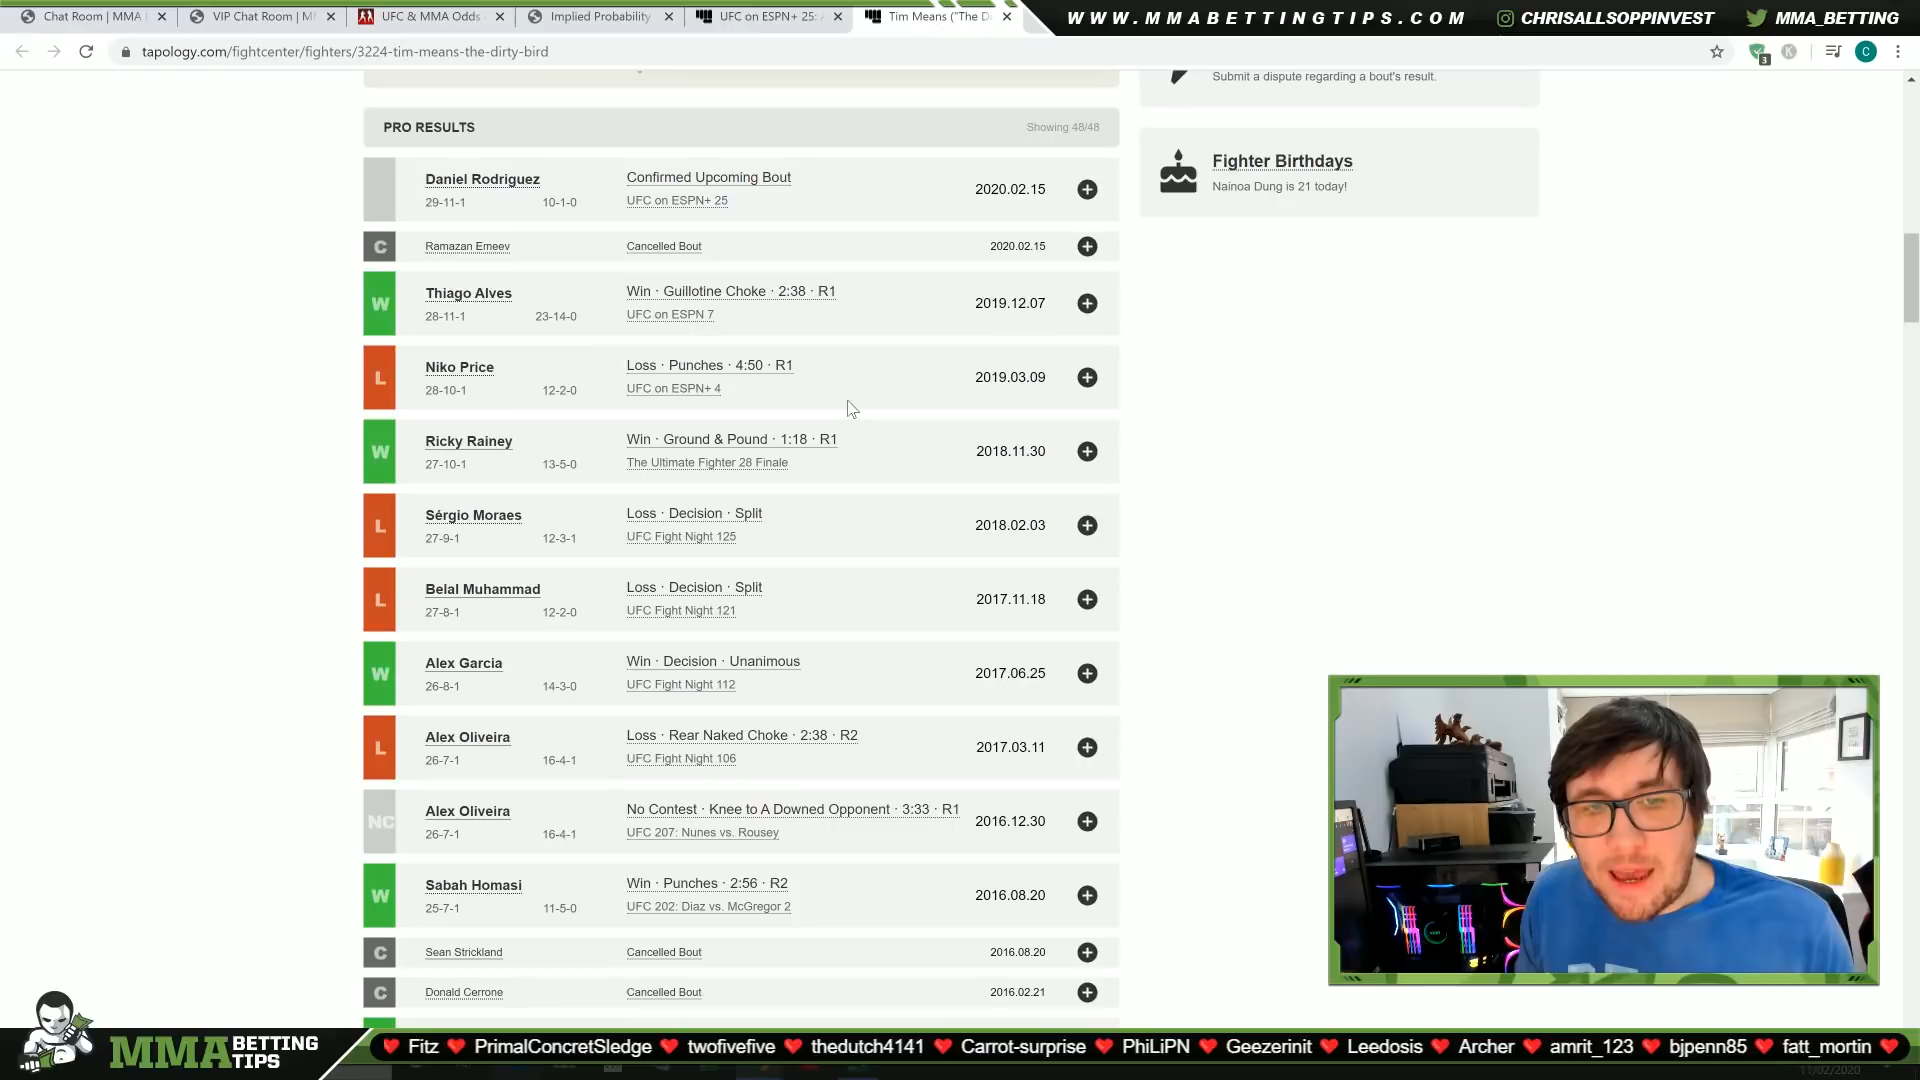 Chat Room | MMA
VIP Chat Room | M
UFC & MMA Odds
Implied Probability
UFC on ESPN+ 25:
Tim Means ("The D
WWW.MMABETTINGTIPS.COM
CHRISALLSOPPINVEST
MMA_BETTING
tapology.com/fightcenter/fighters/3224-tim-means-the-dirty-bird
3
K
C
Submit a dispute regarding a bout's result.
PRO RESULTS
Showing 48/48
Fighter Birthdays
Nainoa Dung is 21 today!
Daniel Rodriguez
29-11-1 10-1-0
Confirmed Upcoming Bout
UFC on ESPN+ 25
2020.02.15
C
Ramazan Emeev
Cancelled Bout
2020.02.15
W
Thiago Alves
28-11-1 23-14-0
Win · Guillotine Choke · 2:38 · R1
UFC on ESPN 7
2019.12.07
L
Niko Price
28-10-1 12-2-0
Loss · Punches · 4:50 · R1
UFC on ESPN+ 4
2019.03.09
W
Ricky Rainey
27-10-1 13-5-0
Win · Ground & Pound · 1:18 · R1
The Ultimate Fighter 28 Finale
2018.11.30
L
Sérgio Moraes
27-9-1 12-3-1
Loss · Decision · Split
UFC Fight Night 125
2018.02.03
L
Belal Muhammad
27-8-1 12-2-0
Loss · Decision · Split
UFC Fight Night 121
2017.11.18
W
Alex Garcia
26-8-1 14-3-0
Win · Decision · Unanimous
UFC Fight Night 112
2017.06.25
L
Alex Oliveira
26-7-1 16-4-1
Loss · Rear Naked Choke · 2:38 · R2
UFC Fight Night 106
2017.03.11
NC
Alex Oliveira
26-7-1 16-4-1
No Contest · Knee to A Downed Opponent · 3:33 · R1
UFC 207: Nunes vs. Rousey
2016.12.30
W
Sabah Homasi
25-7-1 11-5-0
Win · Punches · 2:56 · R2
UFC 202: Diaz vs. McGregor 2
2016.08.20
C
Sean Strickland
Cancelled Bout
2016.08.20
C
Donald Cerrone
Cancelled Bout
2016.02.21
MMA BETTING TIPS
Fitz PrimalConcretSledge twofivefive thedutch4141 Carrot-surprise PhiLiPN Geezerinit Leedosis Archer amrit_123 bjpenn85 fatt_mortin
11/02/2020